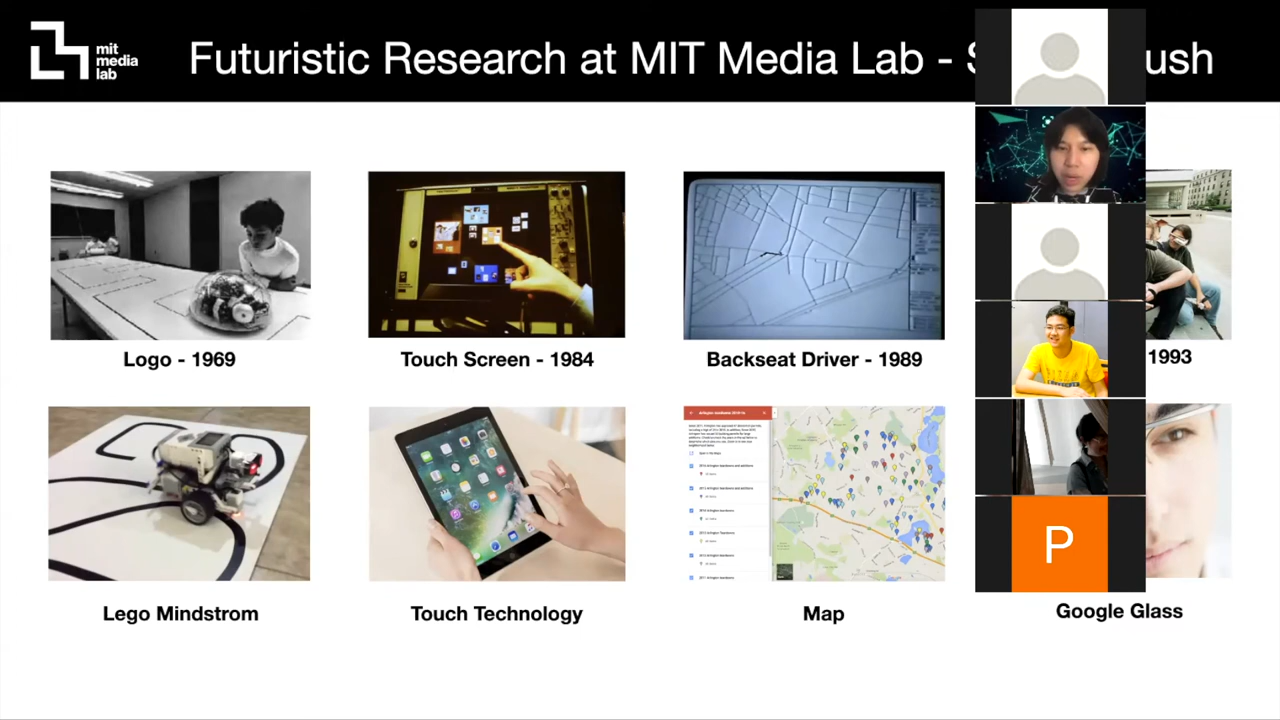 mit
media
lab
Futuristic Research at MIT Media Lab - S ush
Logo - 1969
Touch Screen - 1984
Backseat Driver - 1989
1993
Lego Mindstrom
Touch Technology
Map
Google Glass
P